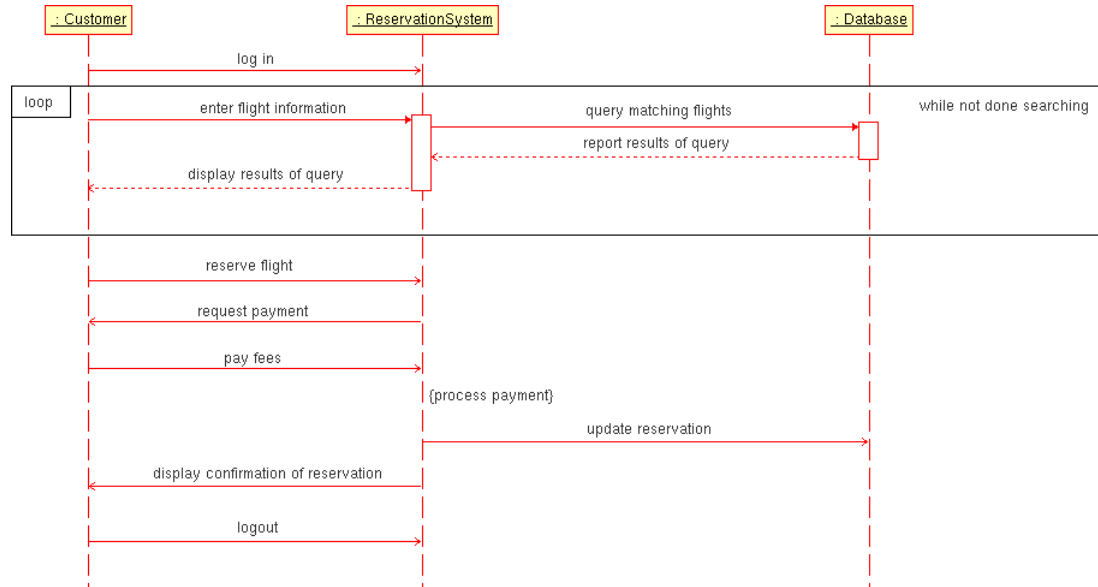 : Customer
: ReservationSystem
: Database
log in
loop
while not done searching
enter flight information
query matching flights
report results of query
display results of query
reserve flight
request payment
pay fees
{process payment}
update reservation
display confirmation of reservation
logout